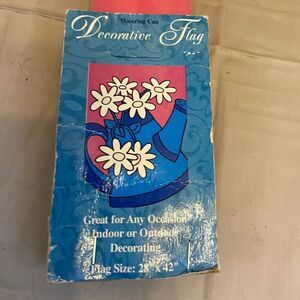 Watering Can
Decorative Flag
Great for Any Occasion
Indoor or Outdoor
Decorating
Flag Size: 28" x 42"